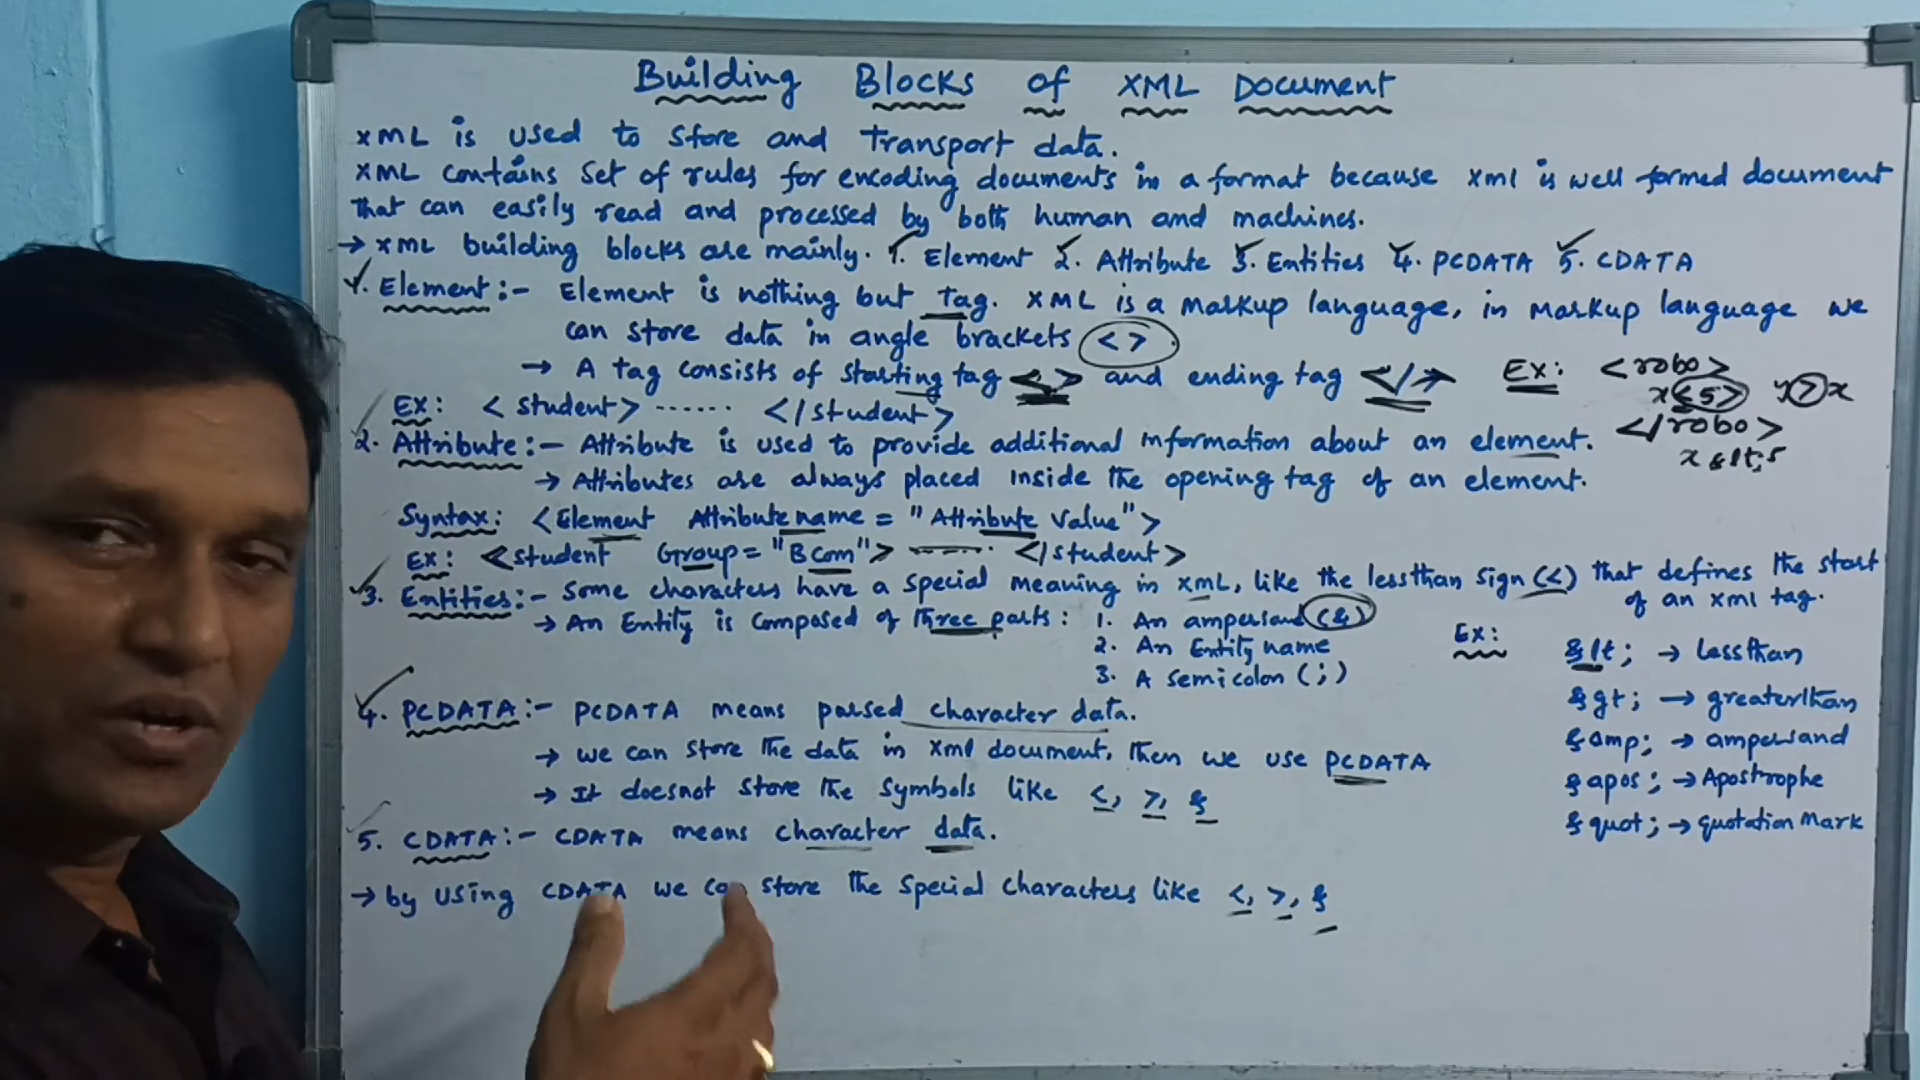 Building Blocks of XML Document
XML is used to store and Transport data.
XML contains set of rules for encoding documents in a format because xml is well formed document
That can easily read and processed by both human and machines.
→ XML building blocks are mainly. 1. Element 2. Attribute 3. Entities 4. PCDATA 5. CDATA
1. Element :- Element is nothing but tag. XML is a markup language, in markup language we
can store data in angle brackets < >
→ A tag consists of starting tag < > and ending tag </> Ex: <robo>
x<5> y>x
Ex: <student> ...... </student>
</robo>
x &lt;5
2. Attribute :- Attribute is used to provide additional information about an element.
→ Attributes are always placed inside the opening tag of an element.
Syntax: <Element Attribute name = "Attribute value">
Ex: <student Group="BCom"> ------- </student>
3. Entities :- Some characters have a special meaning in XML, like the lessthan sign (<) that defines the start
of an xml tag.
→ An Entity is composed of Three parts: 1. An ampersand (&)
2. An Entity name
3. A semicolon (;)
Ex: &lt; → lessthan
&gt; → greaterthan
&amp; → ampersand
&apos; → Apostrophe
&quot; → quotation Mark
4. PCDATA :- PCDATA means parsed character data.
→ we can store the data in xml document, then we use PCDATA
→ It doesnot store the symbols like <, >, &
5. CDATA :- CDATA means character data.
→ by using CDATA we can store the special characters like <, >, &